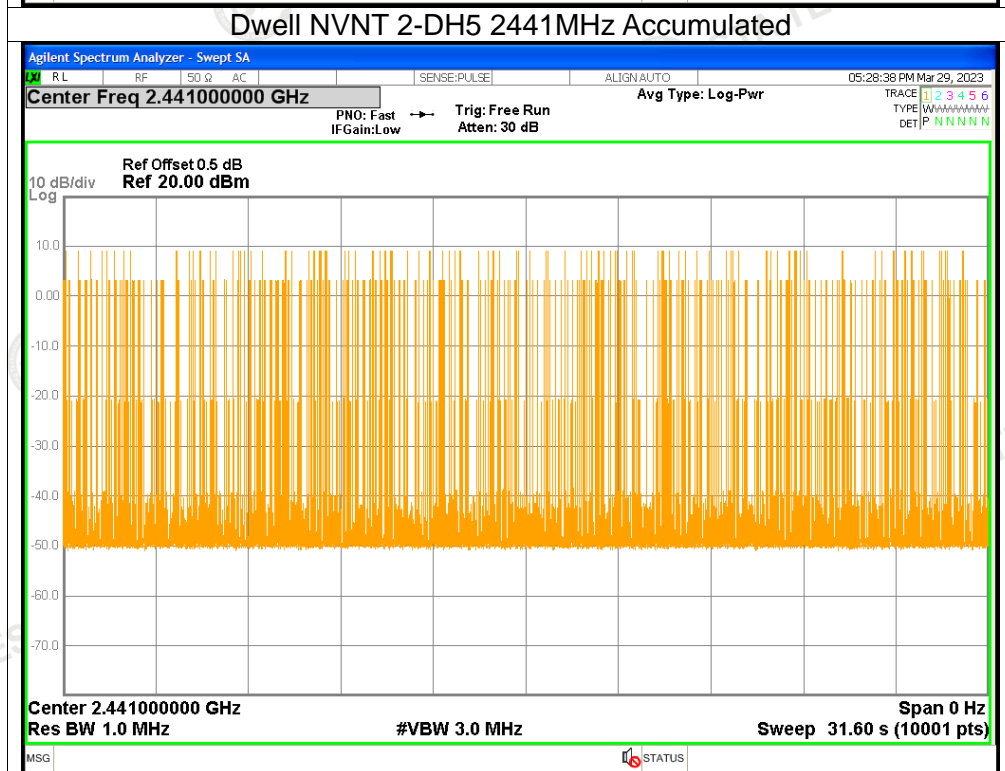 Dwell NVNT 2-DH5 2441MHz Accumulated
Agilent Spectrum Analyzer - Swept SA
LXI RL RF 50 Ω AC SENSE:PULSE ALIGN AUTO 05:28:38 PM Mar 29, 2023
Center Freq 2.441000000 GHz Avg Type: Log-Pwr TRACE 1 2 3 4 5 6
PNO: Fast Trig: Free Run TYPE WWWWWWW
IFGain:Low Atten: 30 dB DET P N N N N N
Ref Offset 0.5 dB
10 dB/div Ref 20.00 dBm
Log
10.0
0.00
-10.0
-20.0
-30.0
-40.0
-50.0
-60.0
-70.0
Center 2.441000000 GHz Span 0 Hz
Res BW 1.0 MHz #VBW 3.0 MHz Sweep 31.60 s (10001 pts)
MSG STATUS